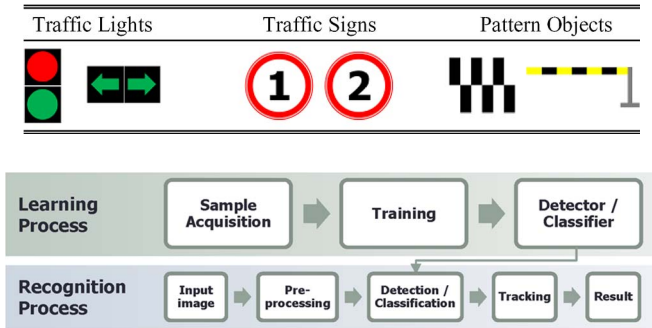 Traffic Lights Traffic Signs Pattern Objects
1 2
Learning Process
Sample Acquisition
Training
Detector / Classifier
Recognition Process
Input image
Pre-processing
Detection / Classification
Tracking
Result